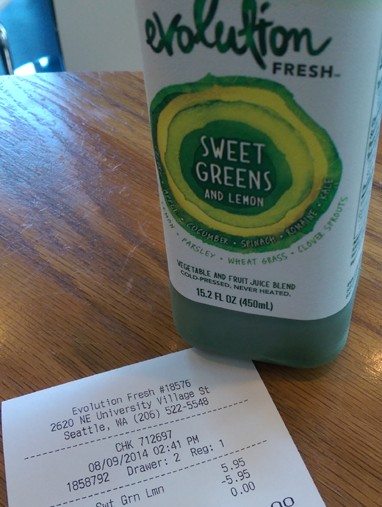 evolution
FRESH™
SWEET
GREENS
AND LEMON
CUCUMBER • SPINACH • ROMAINE • KALE
PARSLEY • WHEAT GRASS • CLOVER SPROUTS
VEGETABLE AND FRUIT JUICE BLEND
COLD-PRESSED, NEVER HEATED.
15.2 FL OZ (450mL)
Evolution Fresh #18576
2620 NE University Village St
Seattle, WA (206) 522-5548
CHK 712697
08/09/2014 02:41 PM
1858792 Drawer: 2 Reg: 1
Swt Grn Lmn 5.95
-5.95
0.00